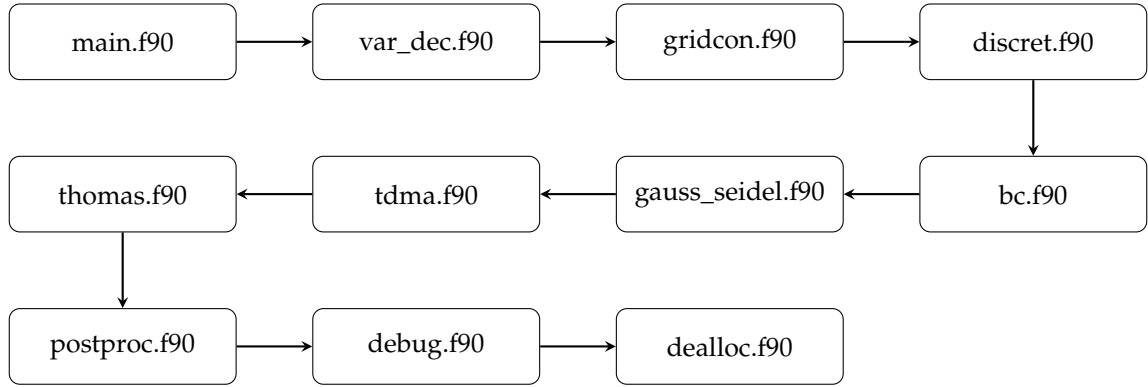 main.f90
var_dec.f90
gridcon.f90
discret.f90
thomas.f90
tdma.f90
gauss_seidel.f90
bc.f90
postproc.f90
debug.f90
dealloc.f90